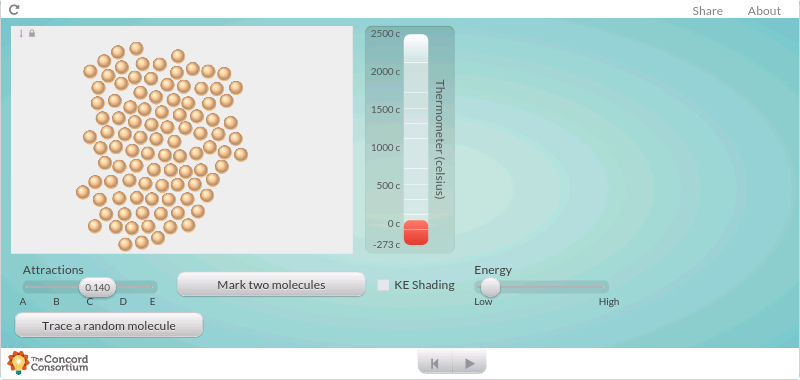 Share About
2500 c
2000 c
1500 c
1000 c
500 c
0 c
-273 c
Thermometer (celsius)
Attractions
0.140
A B C D E
Mark two molecules
KE Shading
Energy
Low High
Trace a random molecule
The Concord
Consortium